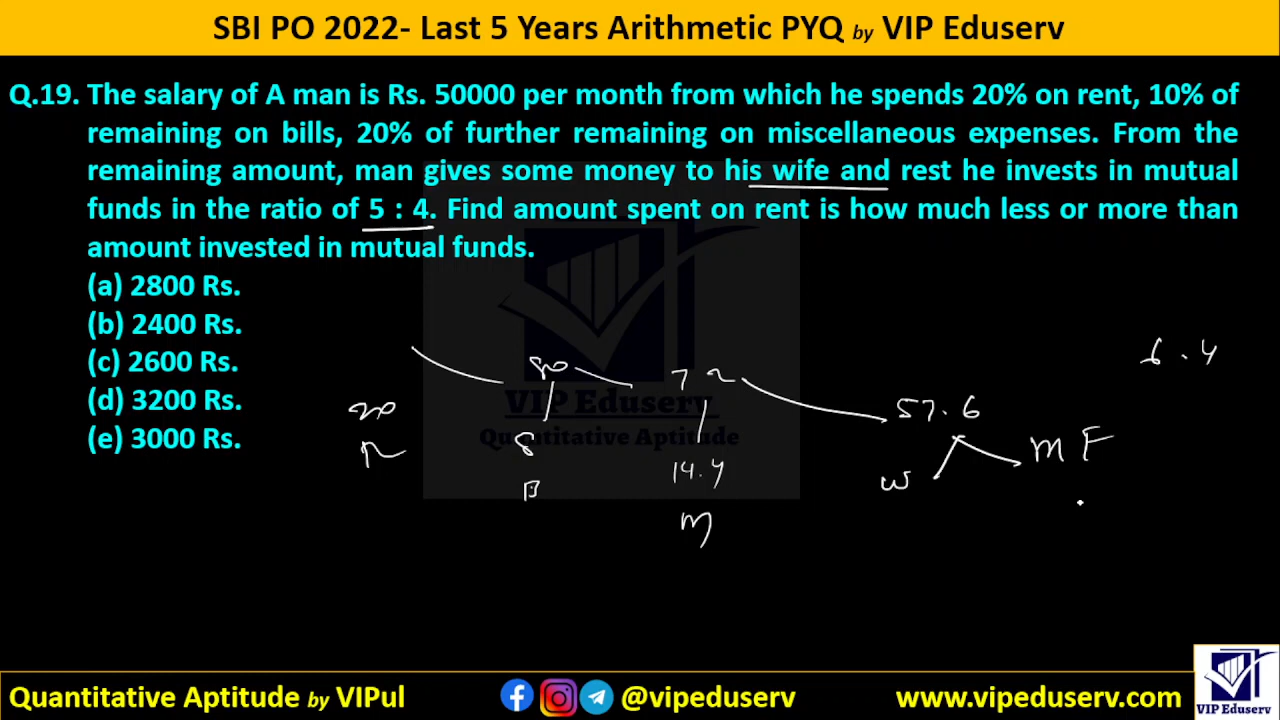 SBI PO 2022- Last 5 Years Arithmetic PYQ by VIP Eduserv
Q.19. The salary of A man is Rs. 50000 per month from which he spends 20% on rent, 10% of
remaining on bills, 20% of further remaining on miscellaneous expenses. From the
remaining amount, man gives some money to his wife and rest he invests in mutual
funds in the ratio of 5 : 4. Find amount spent on rent is how much less or more than
amount invested in mutual funds.
(a) 2800 Rs.
(b) 2400 Rs.
(c) 2600 Rs.
(d) 3200 Rs.
(e) 3000 Rs.
6.4
80 72
VIP Eduserv
20 57.6
Quantitative Aptitude
R 8 14.4 W MF
B M
Quantitative Aptitude by VIPul @vipeduserv www.vipeduserv.com
VIP Eduserv